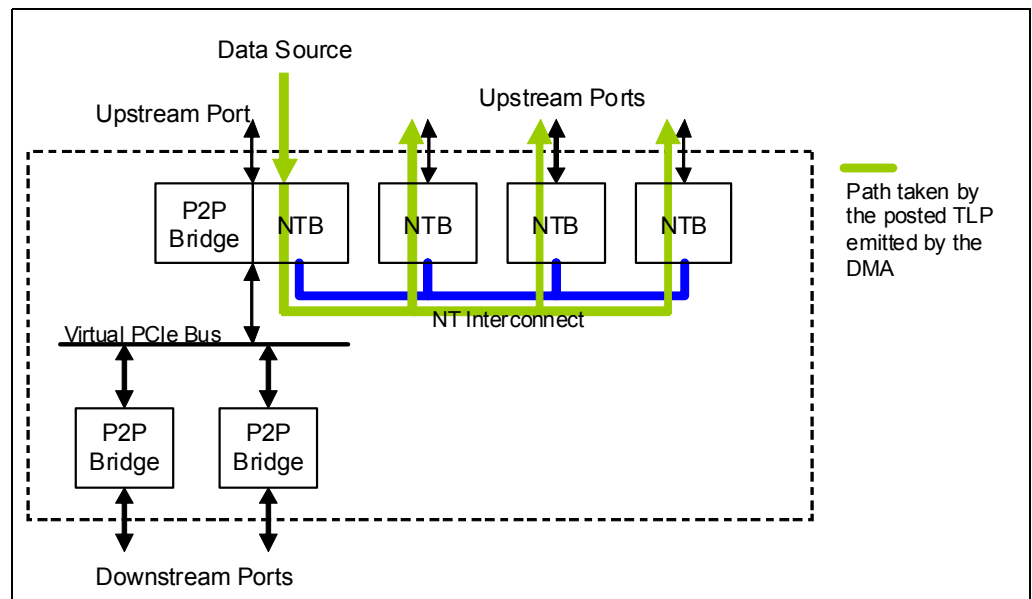 Data Source
Upstream Port
Upstream Ports
P2P
Bridge
NTB
NTB
NTB
NTB
Path taken by
the posted TLP
emitted by the
DMA
NT Interconnect
Virtual PCIe Bus
P2P
Bridge
P2P
Bridge
Downstream Ports